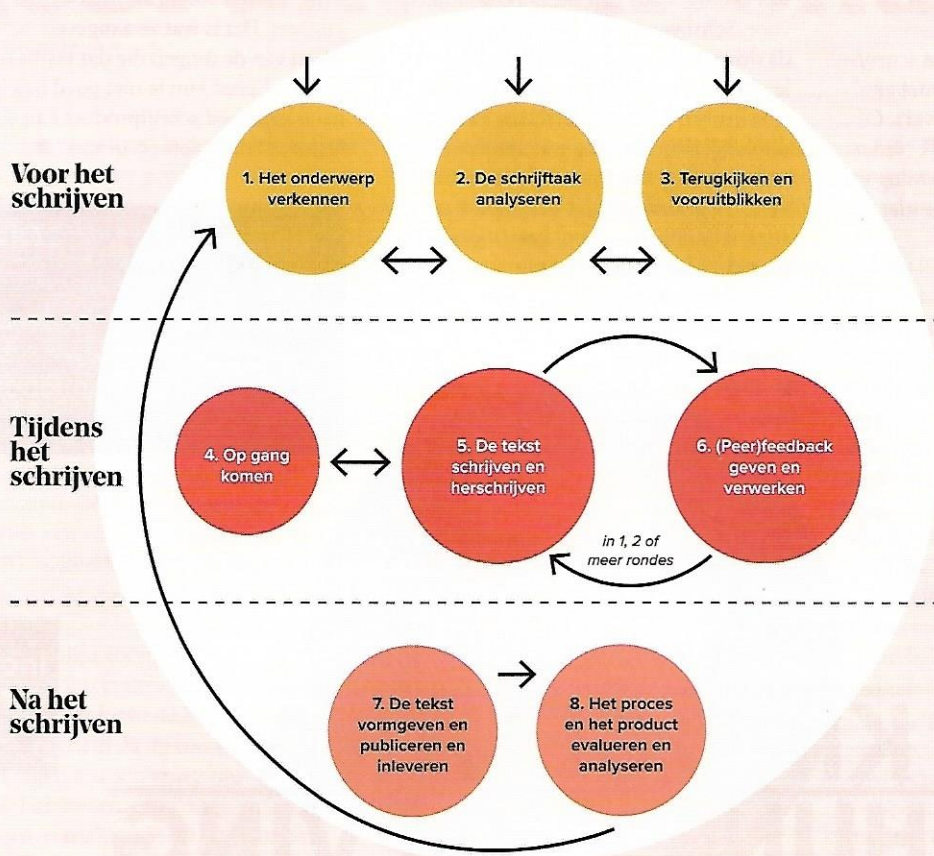 Voor het
schrijven
1. Het onderwerp
verkennen
2. De schrijftaak
analyseren
3. Terugkijken en
vooruitblikken
Tijdens
het
schrijven
4. Op gang
komen
5. De tekst
schrijven en
herschrijven
6. (Peer)feedback
geven en
verwerken
in 1, 2 of
meer rondes
Na het
schrijven
7. De tekst
vormgeven en
publiceren en
inleveren
8. Het proces
en het product
evalueren en
analyseren